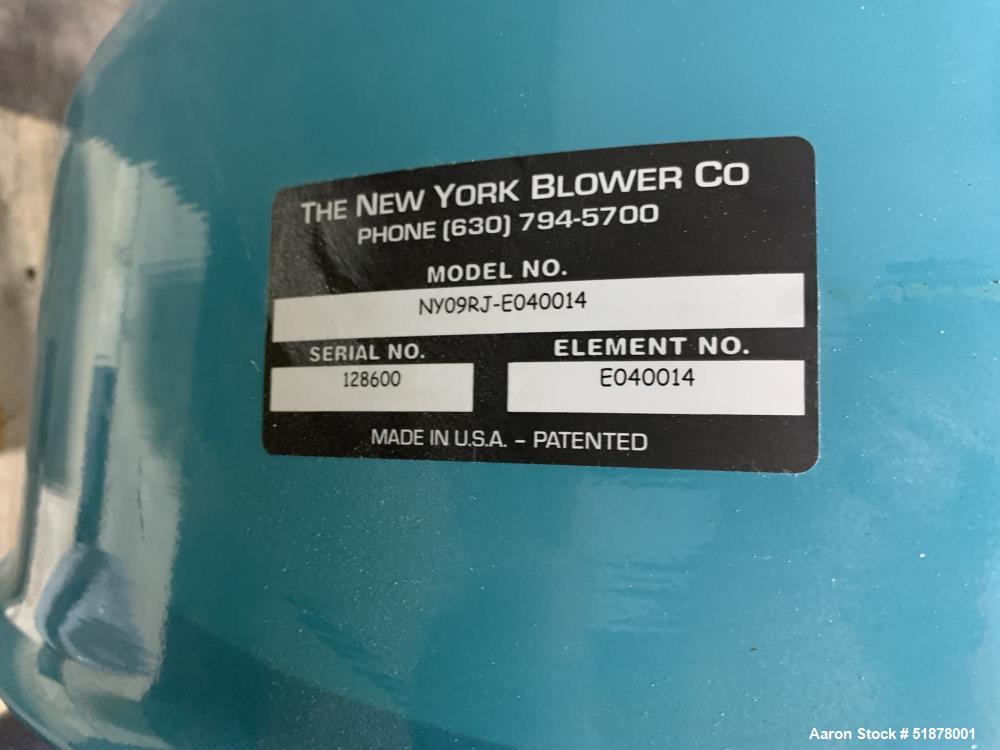 THE NEW YORK BLOWER CO
PHONE (630) 794-5700
MODEL NO.
NY09RJ-E040014
SERIAL NO. ELEMENT NO.
128600 E040014
MADE IN U.S.A. – PATENTED
Aaron Stock # 51878001